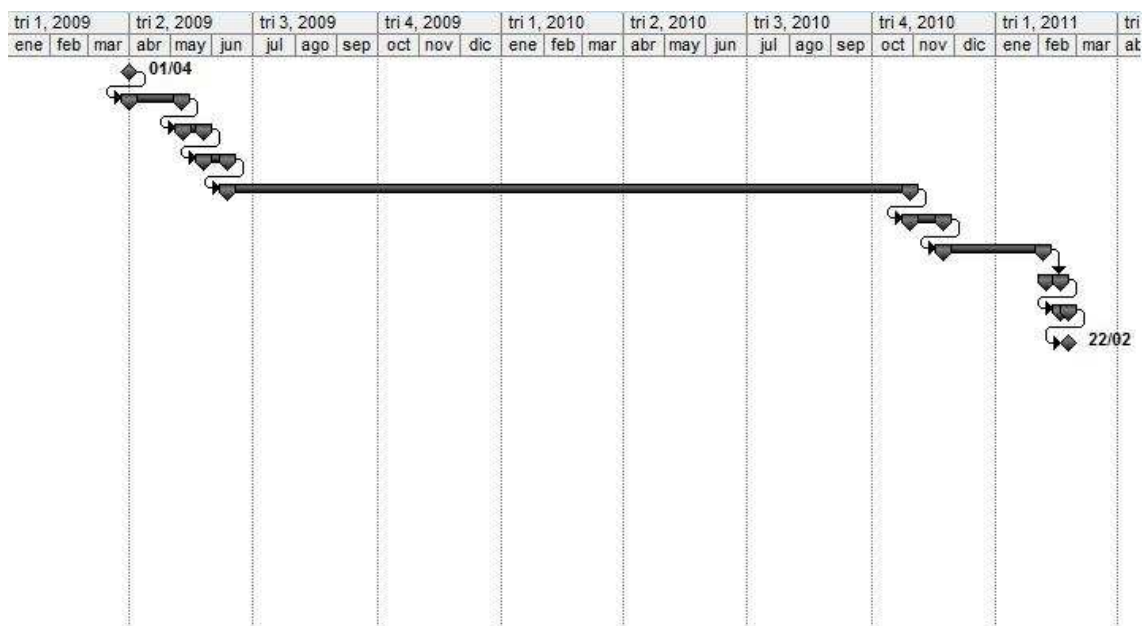 tri 1, 2009 tri 2, 2009 tri 3, 2009 tri 4, 2009 tri 1, 2010 tri 2, 2010 tri 3, 2010 tri 4, 2010 tri 1, 2011 tri
ene feb mar abr may jun jul ago sep oct nov dic ene feb mar abr may jun jul ago sep oct nov dic ene feb mar ab
01/04
22/02